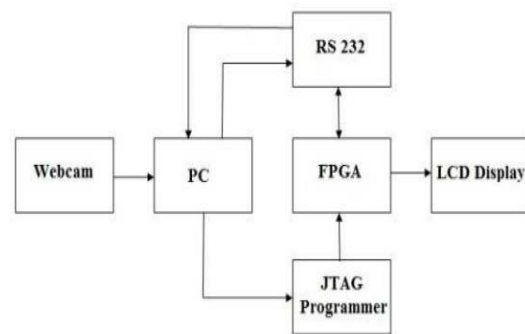 RS 232
Webcam
PC
FPGA
LCD Display
JTAG
Programmer